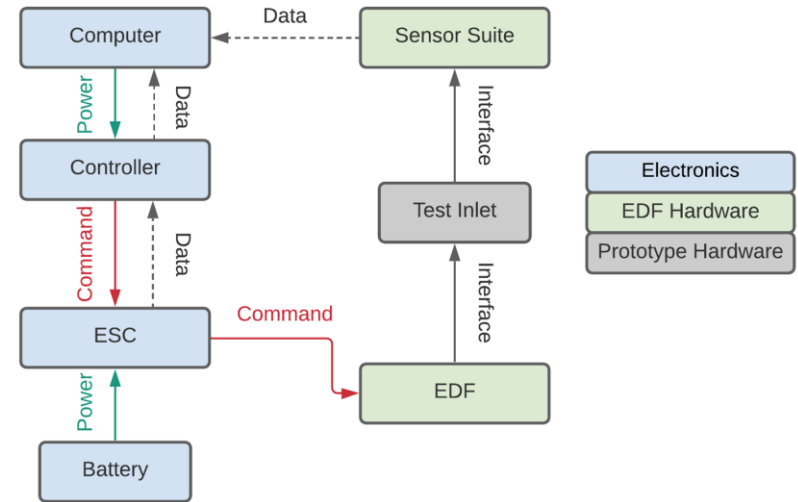 Computer
Data
Sensor Suite
Power
Data
Interface
Controller
Test Inlet
Command
Data
Interface
ESC
Command
EDF
Power
Battery
Electronics
EDF Hardware
Prototype Hardware